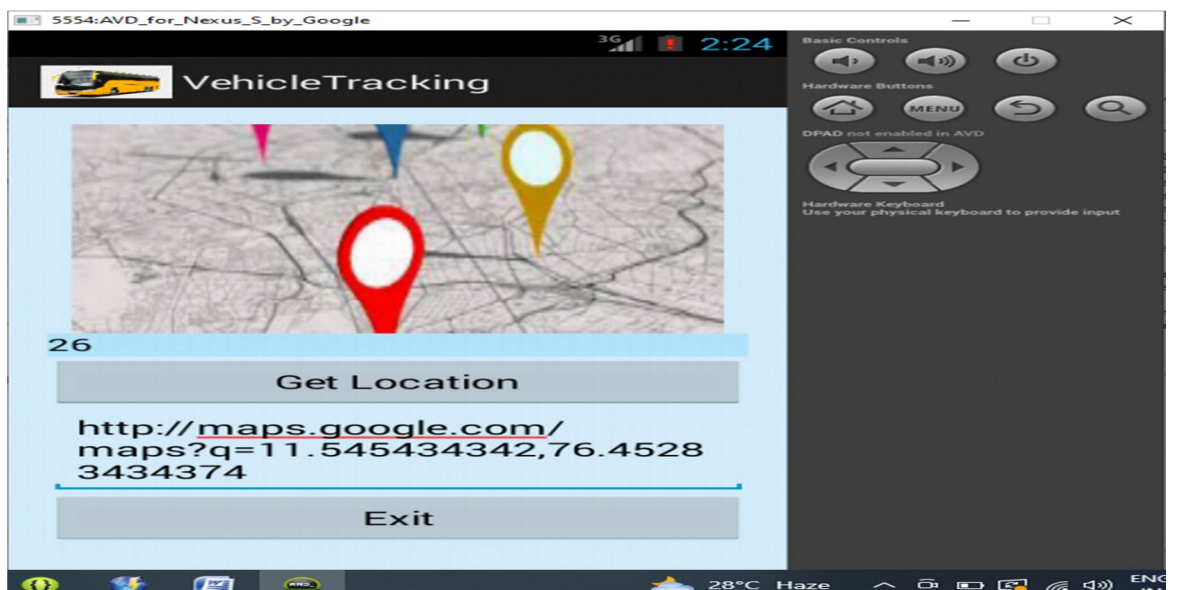 5554:AVD_for_Nexus_S_by_Google
3G 2:24
VehicleTracking
26
Get Location
http://maps.google.com/
maps?q=11.545434342,76.4528
3434374
Exit
Basic Controls
Hardware Buttons
MENU
DPAD not enabled in AVD
Hardware Keyboard
Use your physical keyboard to provide input
28°C Haze
ENG